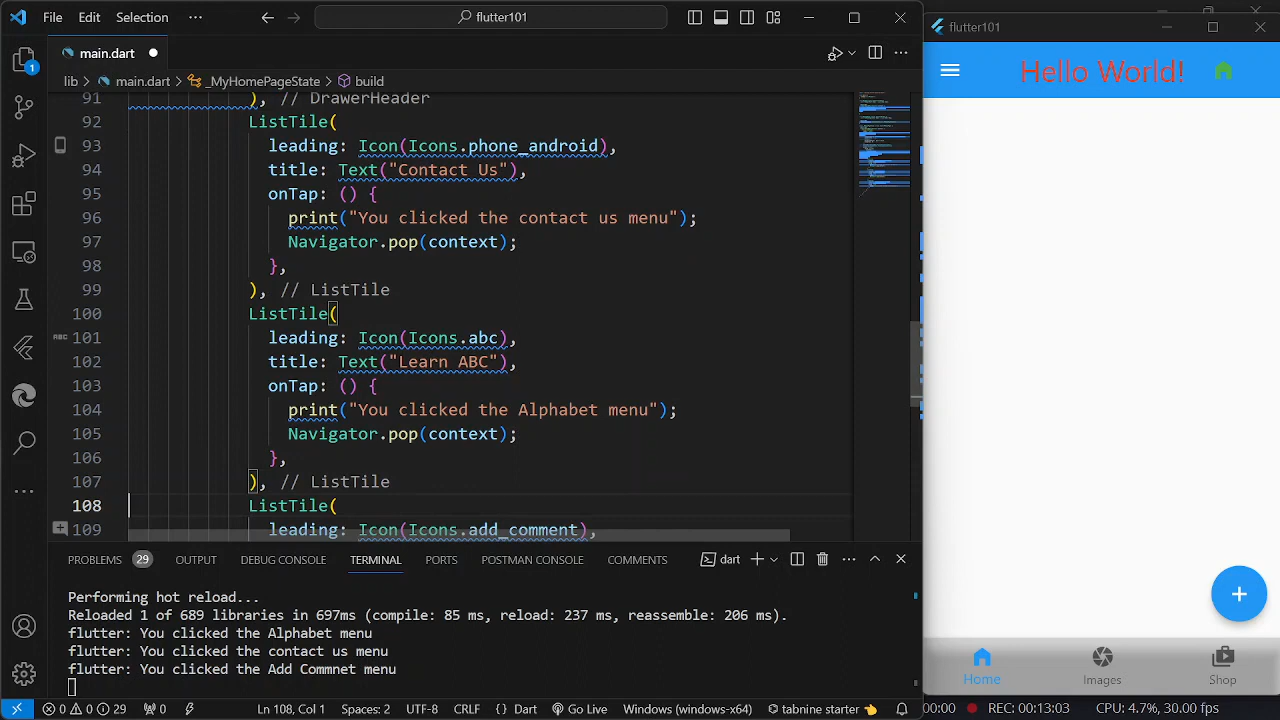 File Edit Selection ··· flutter101
flutter101
main.dart
lib > main.dart > _MyHomePageState > build
91 ), // DrawerHeader
92 ListTile(
93 leading: Icon(Icons.phone_android),
94 title: Text("Contact Us"),
95 onTap: () {
96 print("You clicked the contact us menu");
97 Navigator.pop(context);
98 },
99 ), // ListTile
100 ListTile(
ABC 101 leading: Icon(Icons.abc),
102 title: Text("Learn ABC"),
103 onTap: () {
104 print("You clicked the Alphabet menu");
105 Navigator.pop(context);
106 },
107 ), // ListTile
108 ListTile(
109 leading: Icon(Icons.add_comment),
1
PROBLEMS 29 OUTPUT DEBUG CONSOLE TERMINAL PORTS POSTMAN CONSOLE COMMENTS dart
Performing hot reload...
Reloaded 1 of 689 libraries in 697ms (compile: 85 ms, reload: 237 ms, reassemble: 206 ms).
flutter: You clicked the Alphabet menu
flutter: You clicked the contact us menu
flutter: You clicked the Add Commnet menu
0 0 29 0 Ln 108, Col 1 Spaces: 2 UTF-8 CRLF {} Dart Go Live Windows (windows-x64) tabnine starter
Hello World!
Home Images Shop
00:00 REC: 00:13:03 CPU: 4.7%, 30.00 fps